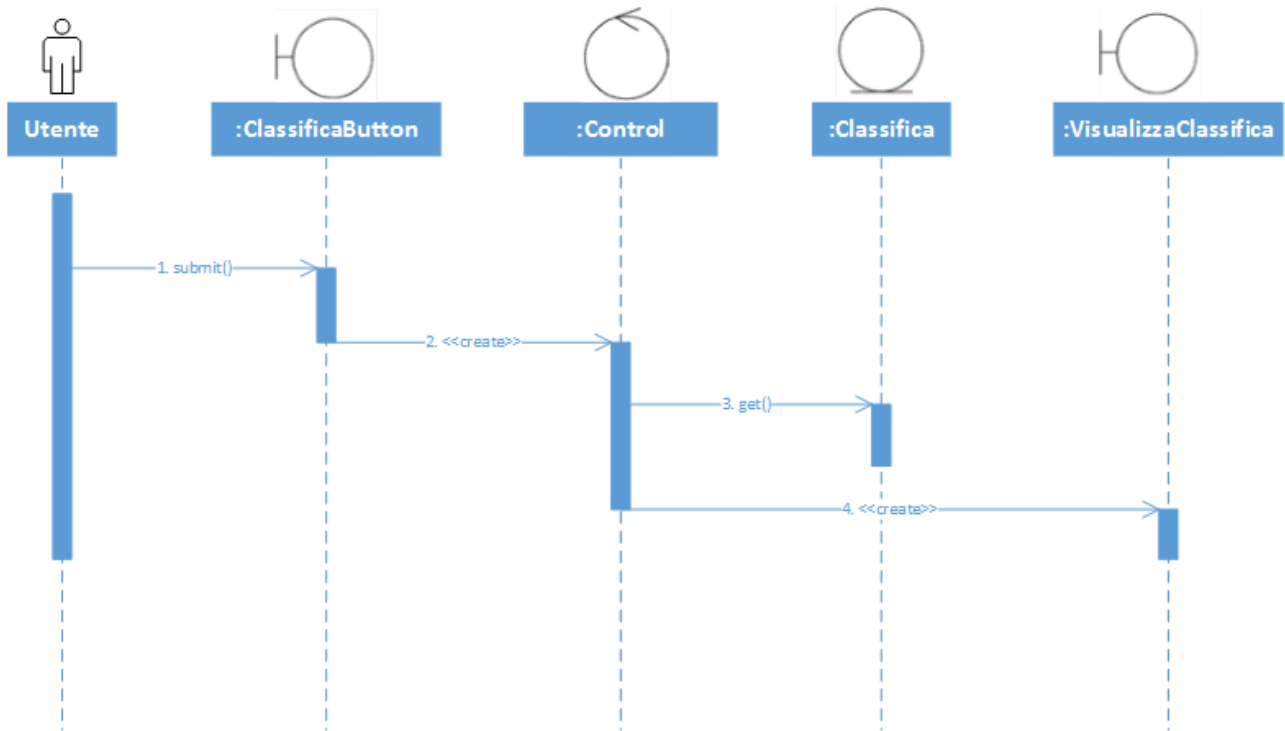 Utente
:ClassificaButton
:Control
:Classifica
:VisualizzaClassifica
1. submit()
2. <<create>>
3. get()
4. <<create>>